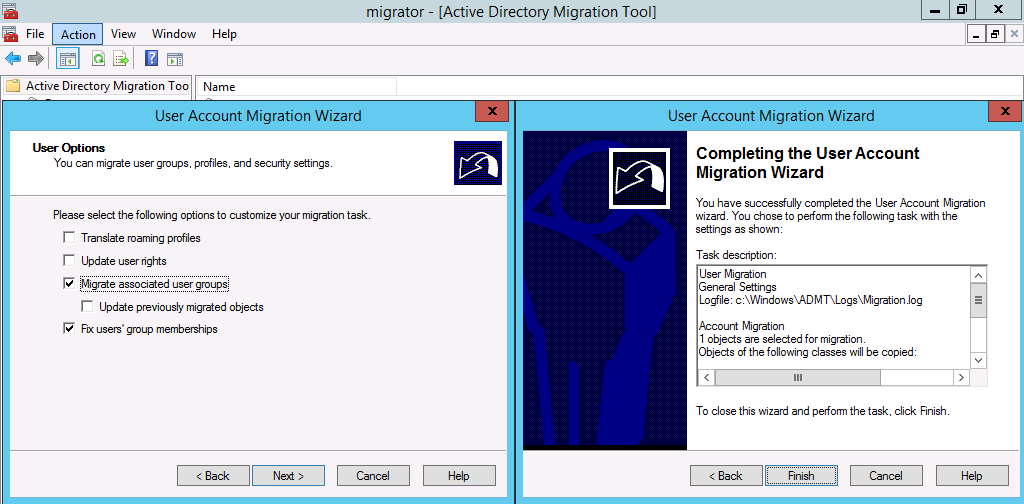 migrator - [Active Directory Migration Tool]
File Action View Window Help
Active Directory Migration Too
Name
User Account Migration Wizard
User Options
You can migrate user groups, profiles, and security settings.
Please select the following options to customize your migration task.
Translate roaming profiles
Update user rights
Migrate associated user groups
Update previously migrated objects
Fix users' group memberships
< Back Next > Cancel Help
User Account Migration Wizard
Completing the User Account
Migration Wizard
You have successfully completed the User Account Migration
wizard. You chose to perform the following task with the
settings as shown:
Task description:
User Migration
General Settings
Logfile: c:\Windows\ADMT\Logs\Migration.log
Account Migration
1 objects are selected for migration.
Objects of the following classes will be copied:
To close this wizard and perform the task, click Finish.
< Back Finish Cancel Help